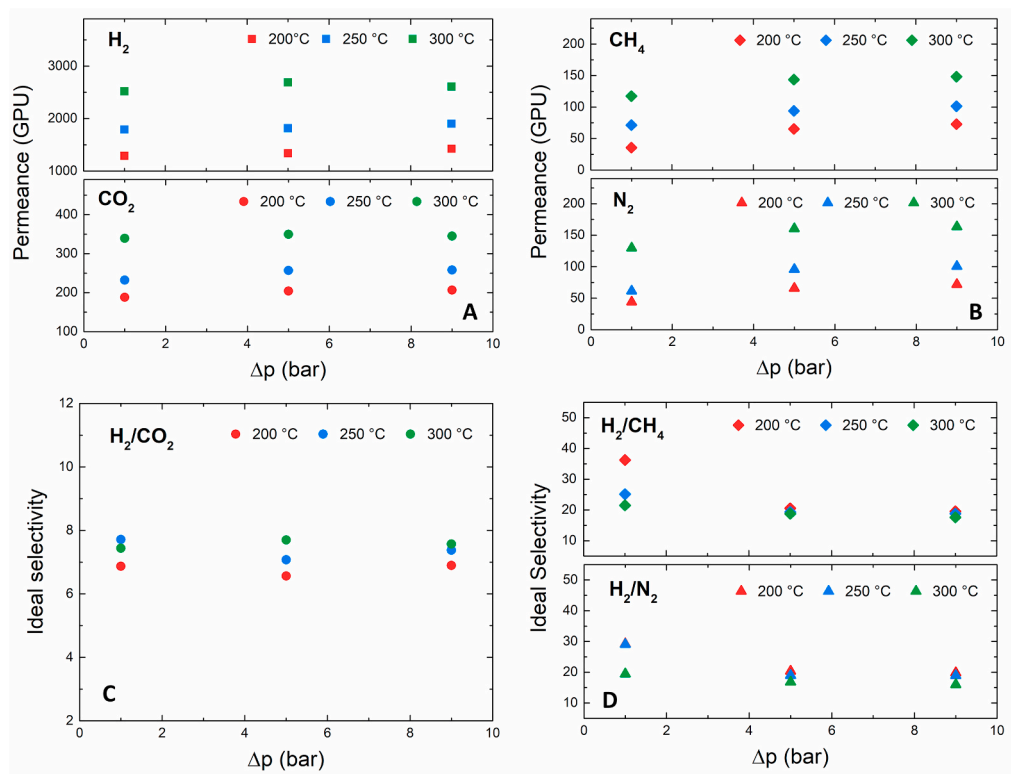 H2 200°C 250 °C 300 °C
Permeance (GPU)
3000
2000
1000
CO2 200 °C 250 °C 300 °C
400
300
200
100
A
0 2 4 6 8 10
Δp (bar)
CH4 200 °C 250 °C 300 °C
Permeance (GPU)
200
150
100
50
0
N2 200 °C 250 °C 300 °C
200
150
100
50
0
B
0 2 4 6 8 10
Δp (bar)
H2/CO2 200 °C 250 °C 300 °C
Ideal selectivity
12
10
8
6
4
2
C
0 2 4 6 8 10
Δp (bar)
H2/CH4 200 °C 250 °C 300 °C
Ideal Selectivity
50
40
30
20
10
H2/N2 200 °C 250 °C 300 °C
50
40
30
20
10
D
0 2 4 6 8 10
Δp (bar)